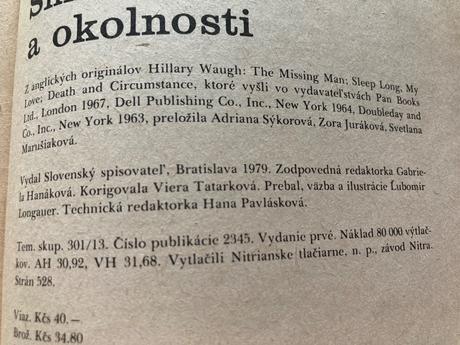 a okolnosti
Z anglických originálov Hillary Waugh: The Missing Man; Sleep Long, My
Love; Death and Circumstance, ktoré vyšli vo vydavateľstvách Pan Books
Ltd., London 1967, Dell Publishing Co., Inc., New York 1964, Doubleday and
Co., Inc., New York 1963, preložila Adriana Sýkorová, Zora Juráková, Svetlana
Marušiaková.
Vydal Slovenský spisovateľ, Bratislava 1979. Zodpovedná redaktorka Gabrie-
la Hanáková. Korigovala Viera Tatarková. Prebal, väzba a ilustrácie Ľubomír
Longauer. Technická redaktorka Hana Pavlásková.
Tem. skup. 301/13. Číslo publikácie 2345. Vydanie prvé. Náklad 80 000 výtlač-
kov. AH 30,92, VH 31,68. Vytlačili Nitrianske tlačiarne, n. p., závod Nitra.
Strán 528.
Viaz. Kčs 40.—
Brož. Kčs 34.80